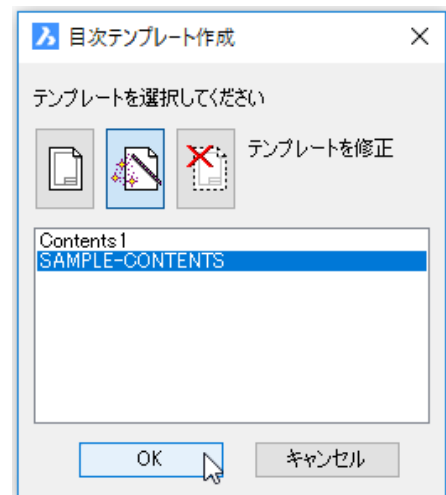 目次テンプレート作成
テンプレートを選択してください
テンプレートを修正
Contents1
SAMPLE-CONTENTS
OK
キャンセル